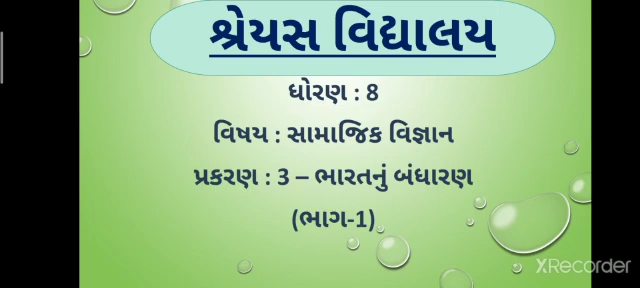 શ્રેયસ વિદ્યાલય
ધોરણ : 8
વિષય : સામાજિક વિજ્ઞાન
પ્રકરણ : 3 – ભારતનું બંધારણ
(ભાગ-1)
XRecorder